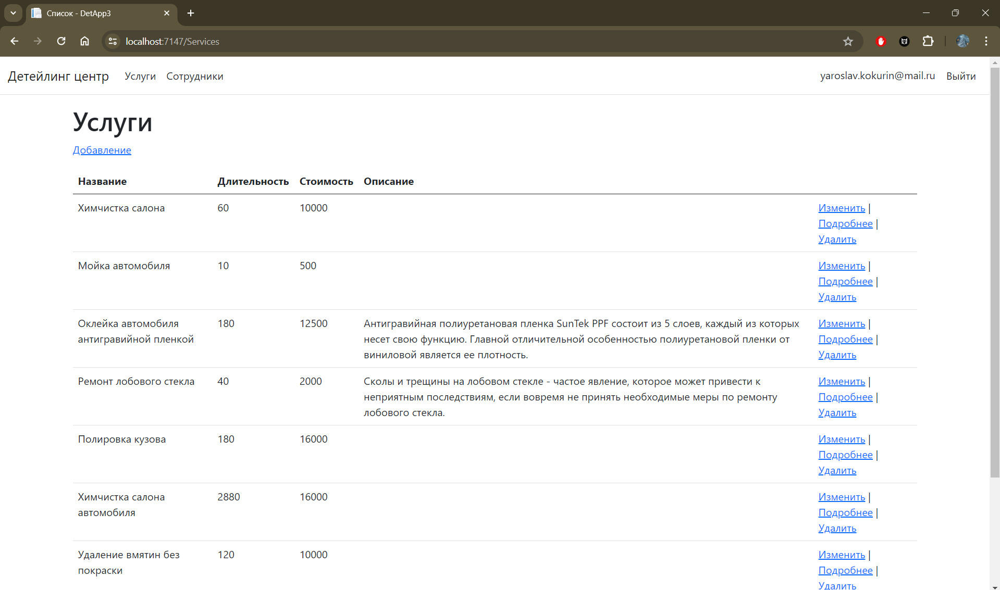 Список - DetApp3
localhost:7147/Services
Детейлинг центр Услуги Сотрудники yaroslav.kokurin@mail.ru Выйти
Услуги
Добавление
Название Длительность Стоимость Описание
Химчистка салона 60 10000 Изменить |
Подробнее |
Удалить
Мойка автомобиля 10 500 Изменить |
Подробнее |
Удалить
Оклейка автомобиля 180 12500 Антигравийная полиуретановая пленка SunTek PPF состоит из 5 слоев, каждый из которых Изменить |
антигравийной пленкой несет свою функцию. Главной отличительной особенностью полиуретановой пленки от Подробнее |
виниловой является ее плотность. Удалить
Ремонт лобового стекла 40 2000 Сколы и трещины на лобовом стекле - частое явление, которое может привести к Изменить |
неприятным последствиям, если вовремя не принять необходимые меры по ремонту Подробнее |
лобового стекла. Удалить
Полировка кузова 180 16000 Изменить |
Подробнее |
Удалить
Химчистка салона 2880 16000 Изменить |
автомобиля Подробнее |
Удалить
Удаление вмятин без 120 10000 Изменить |
покраски Подробнее |
Удалить